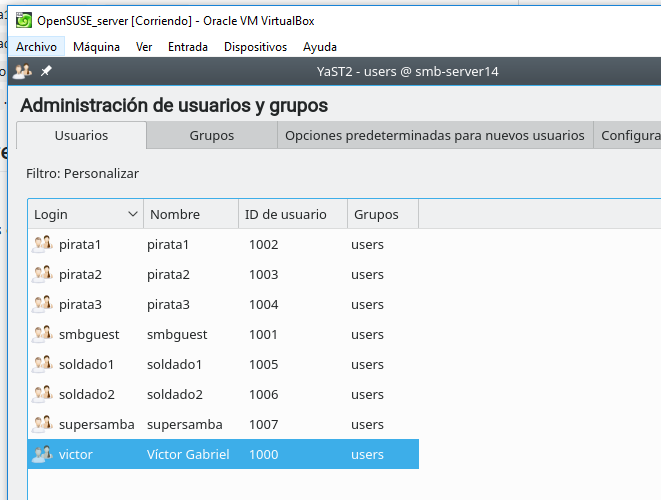 OpenSUSE_server [Corriendo] - Oracle VM VirtualBox
Archivo Máquina Ver Entrada Dispositivos Ayuda
YaST2 - users @ smb-server14
Administración de usuarios y grupos
Usuarios Grupos Opciones predeterminadas para nuevos usuarios Configura
Filtro: Personalizar
Login Nombre ID de usuario Grupos
pirata1 pirata1 1002 users
pirata2 pirata2 1003 users
pirata3 pirata3 1004 users
smbguest smbguest 1001 users
soldado1 soldado1 1005 users
soldado2 soldado2 1006 users
supersamba supersamba 1007 users
victor Víctor Gabriel 1000 users